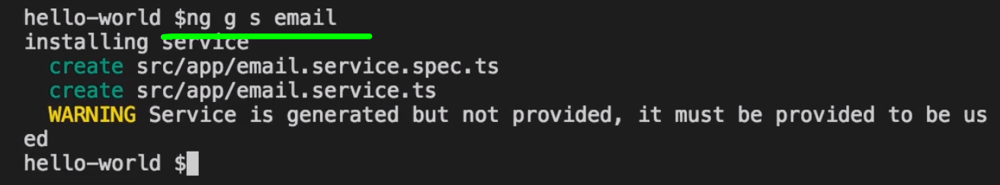 hello-world $ng g s email
installing service
  create src/app/email.service.spec.ts
  create src/app/email.service.ts
  WARNING Service is generated but not provided, it must be provided to be us
ed
hello-world $